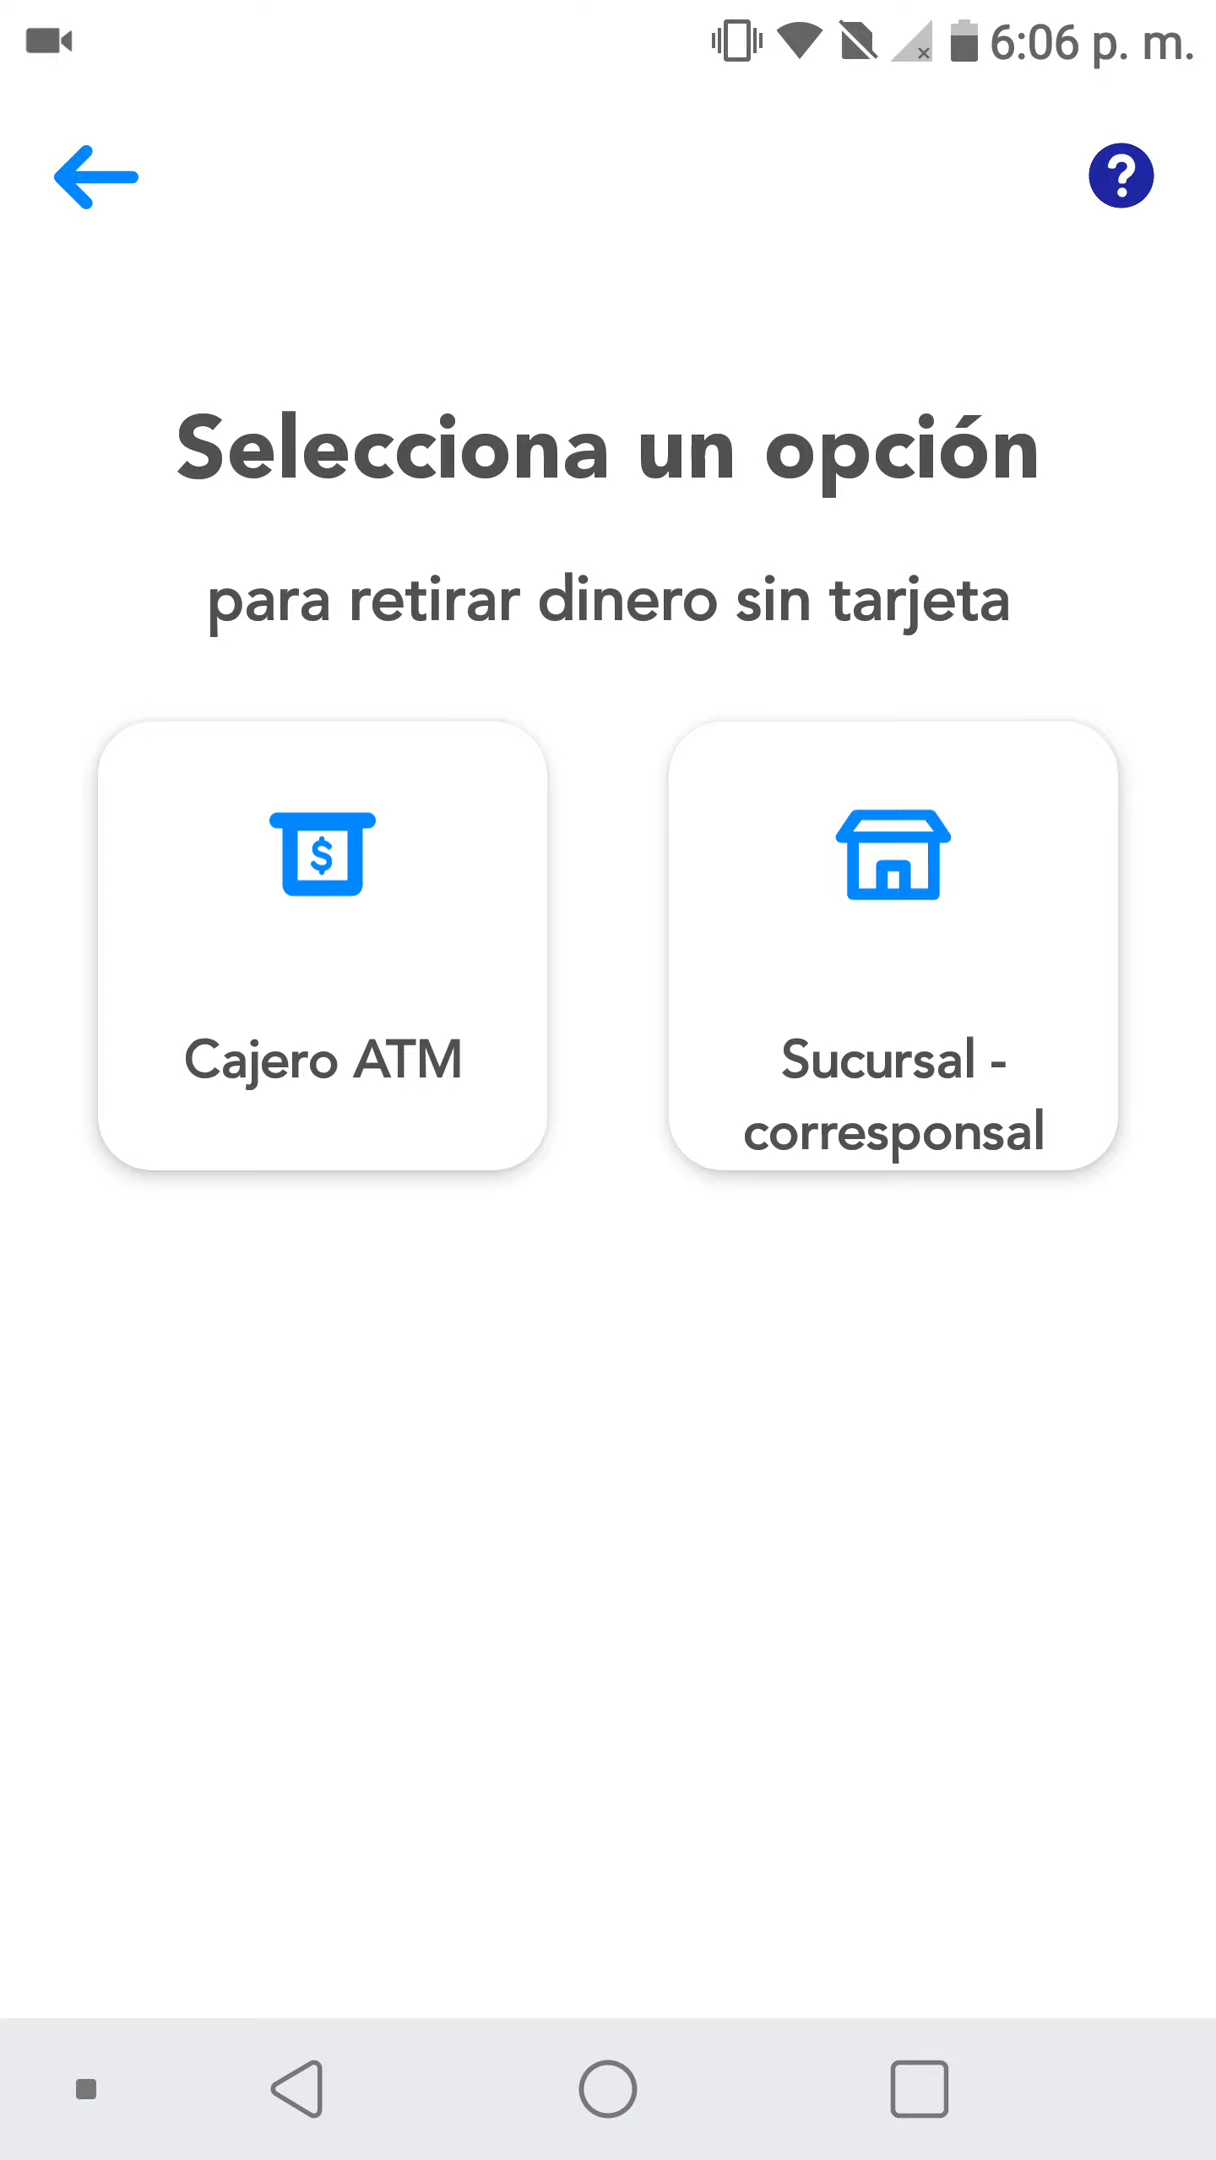 6:06 p. m.
Selecciona un opción
para retirar dinero sin tarjeta
$
Cajero ATM
Sucursal -
corresponsal